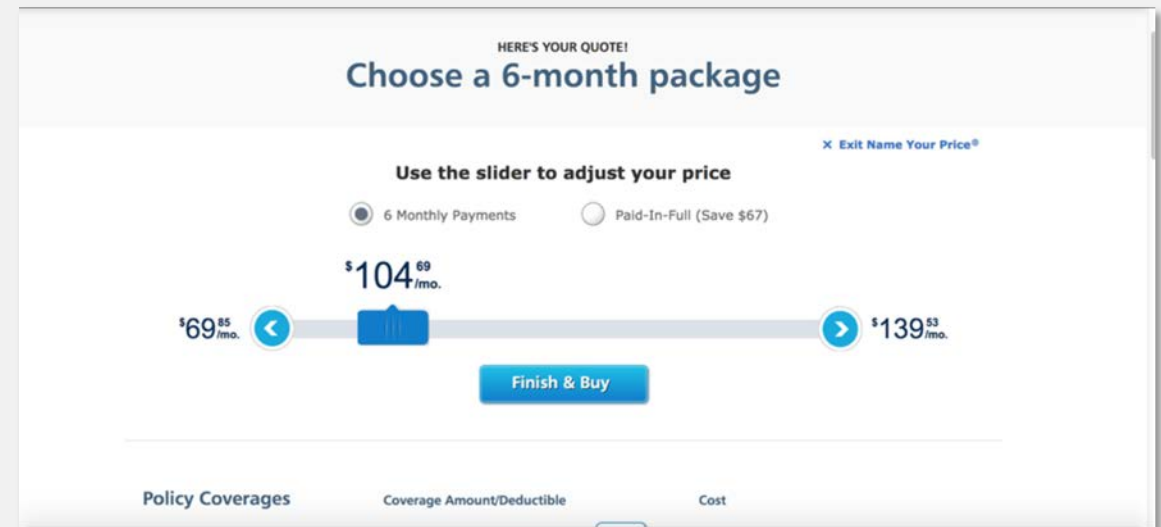 HERE'S YOUR QUOTE!
Choose a 6-month package
× Exit Name Your Price®
Use the slider to adjust your price
6 Monthly Payments Paid-In-Full (Save $67)
$104 69 /mo.
$69 85 /mo. $139 53 /mo.
Finish & Buy
Policy Coverages Coverage Amount/Deductible Cost